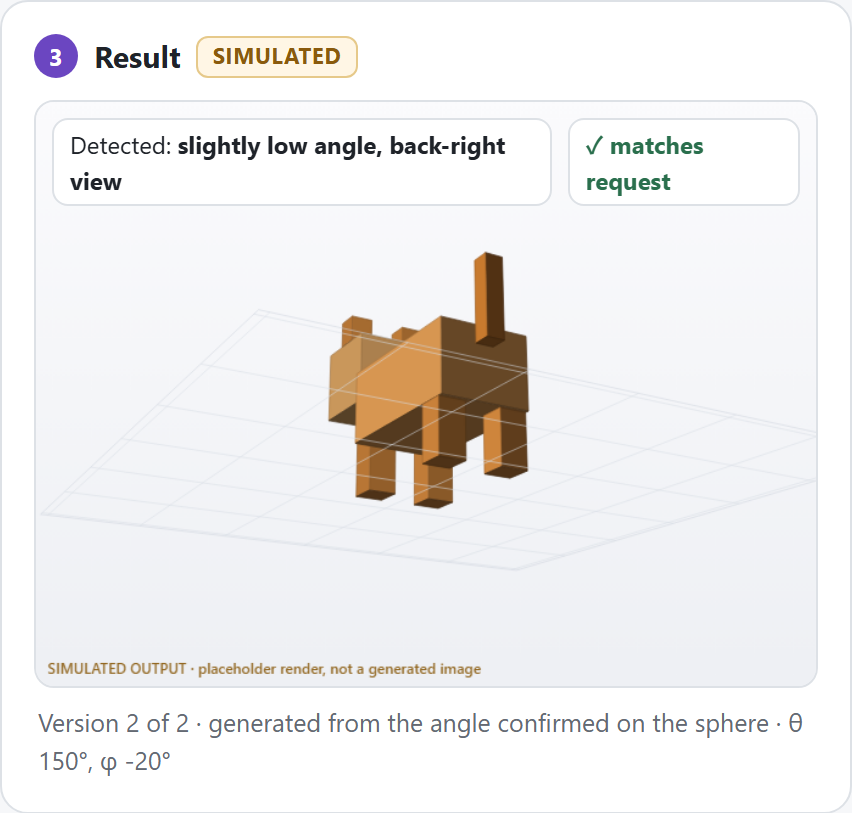 3 Result SIMULATED
Detected: slightly low angle, back-right
view
✓ matches
request
SIMULATED OUTPUT · placeholder render, not a generated image
Version 2 of 2 · generated from the angle confirmed on the sphere · θ
150°, φ -20°